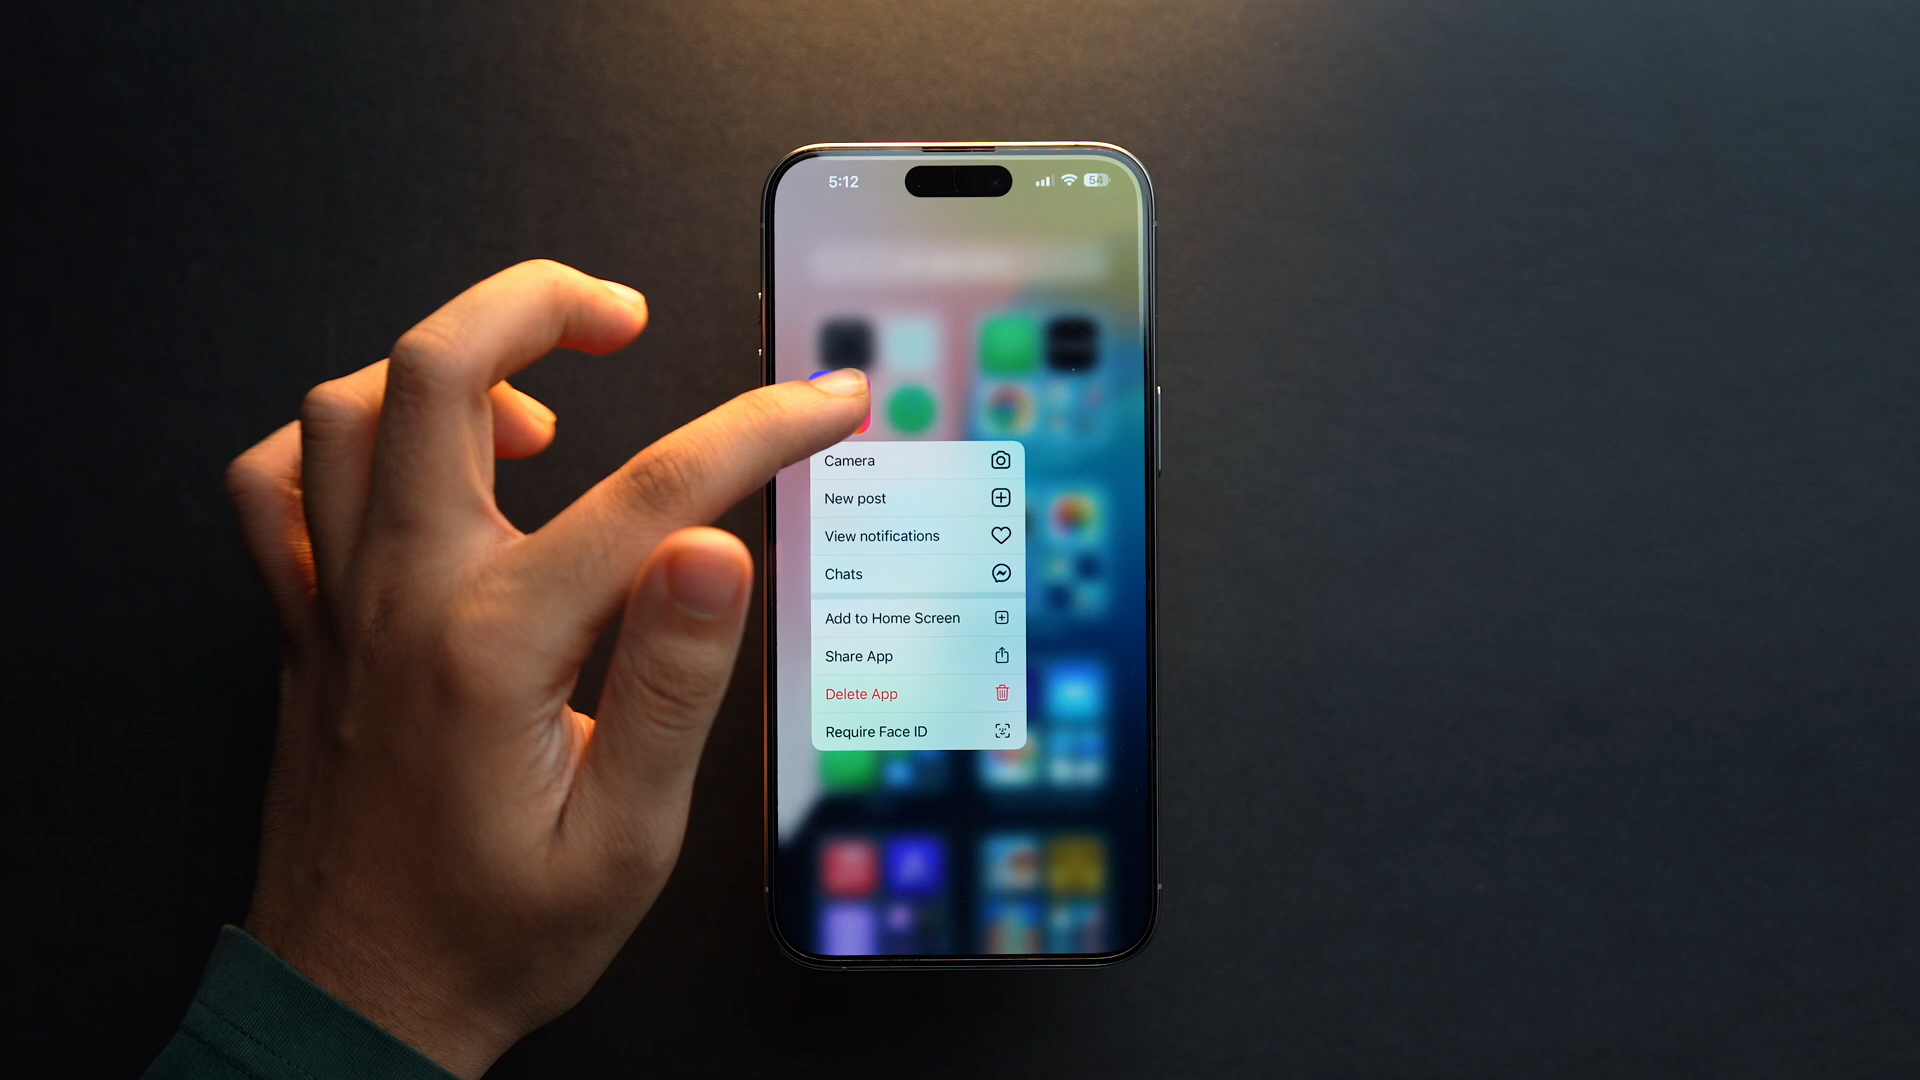 5:12
54
Camera
New post
View notifications
Chats
Add to Home Screen
Share App
Delete App
Require Face ID